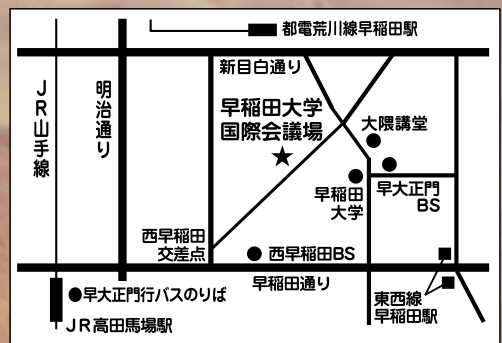 都電荒川線早稲田駅
新目白通り
JR山手線
明治通り
早稲田大学
国際会議場
大隈講堂
早稲田
大学
早大正門
BS
西早稲田
交差点
西早稲田BS
早稲田通り
東西線
早稲田駅
早大正門行バスのりば
JR高田馬場駅